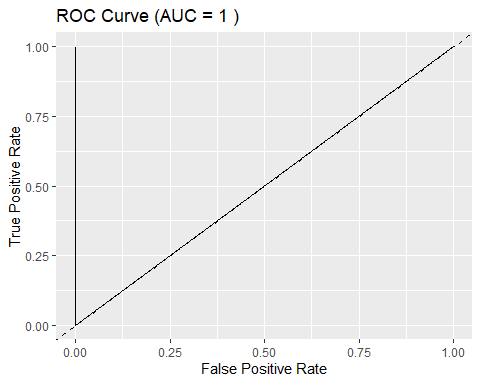 ROC Curve (AUC = 1 )
True Positive Rate
1.00
0.75
0.50
0.25
0.00
0.00 0.25 0.50 0.75 1.00
False Positive Rate